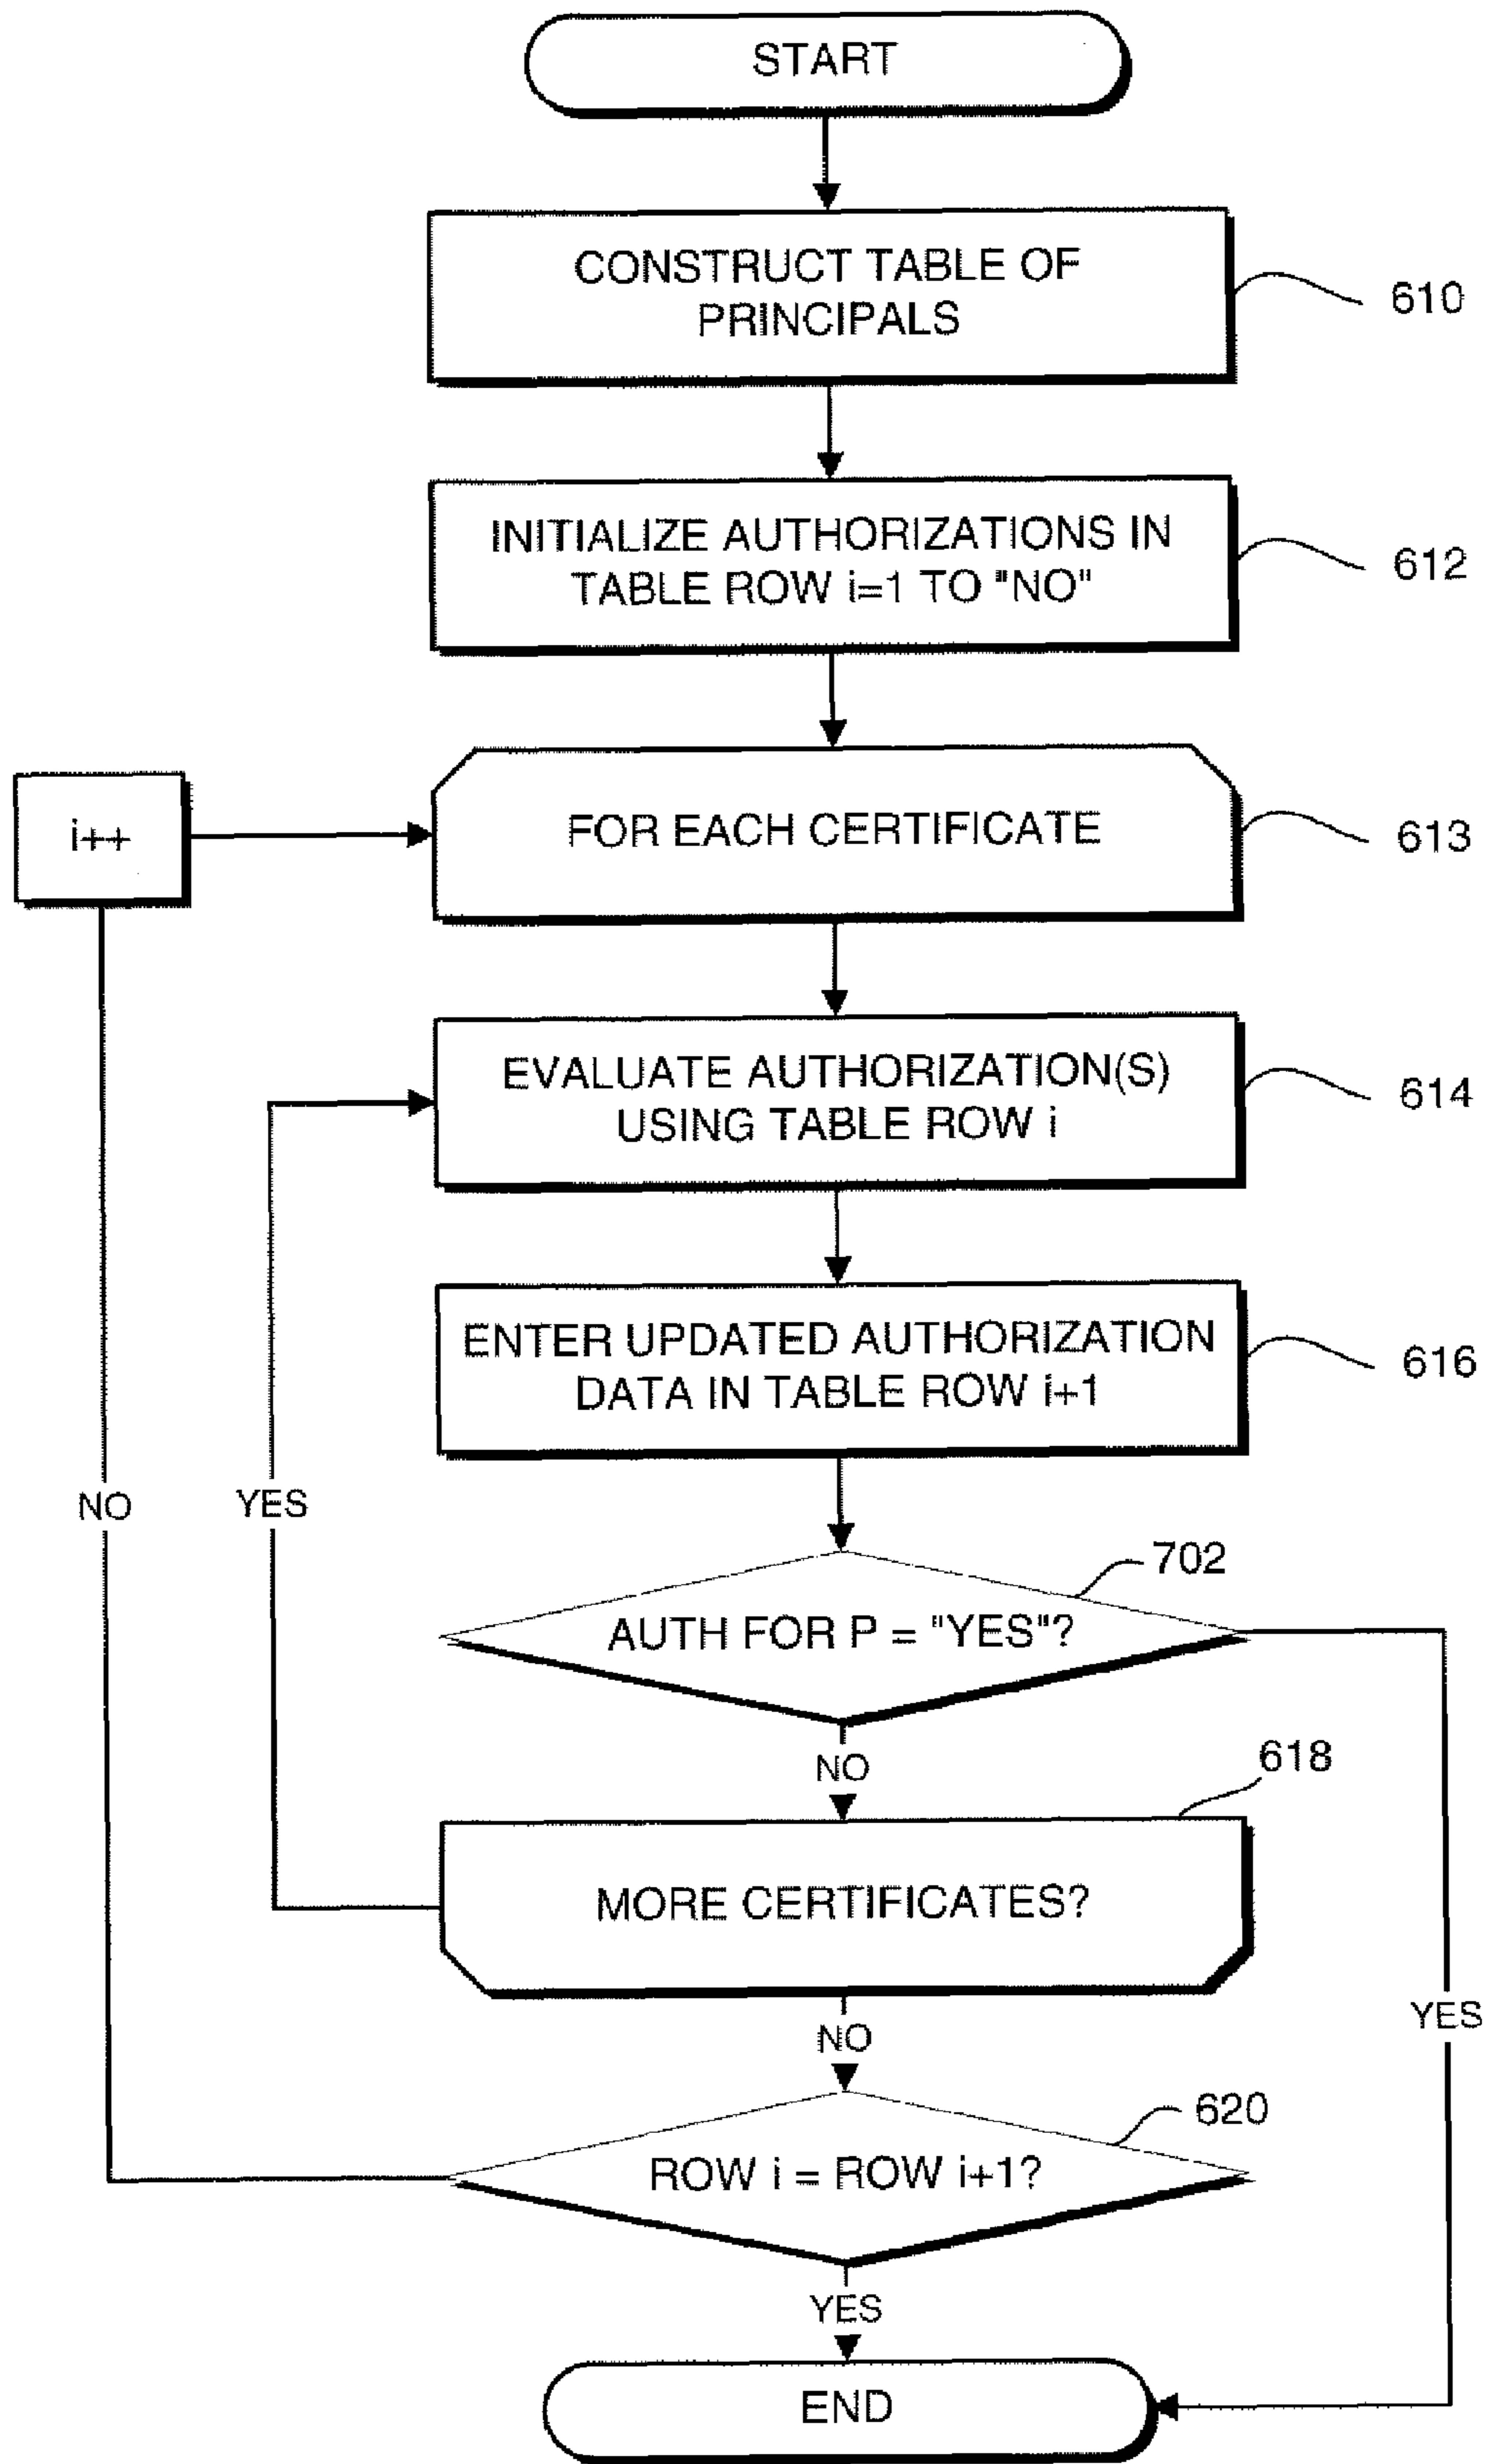 START
CONSTRUCT TABLE OF
PRINCIPALS
610
INITIALIZE AUTHORIZATIONS IN
TABLE ROW i=1 TO "NO"
612
i++
FOR EACH CERTIFICATE
613
EVALUATE AUTHORIZATION(S)
USING TABLE ROW i
614
ENTER UPDATED AUTHORIZATION
DATA IN TABLE ROW i+1
616
NO
YES
702
AUTH FOR P = "YES"?
NO
618
MORE CERTIFICATES?
YES
NO
620
ROW i = ROW i+1?
YES
END